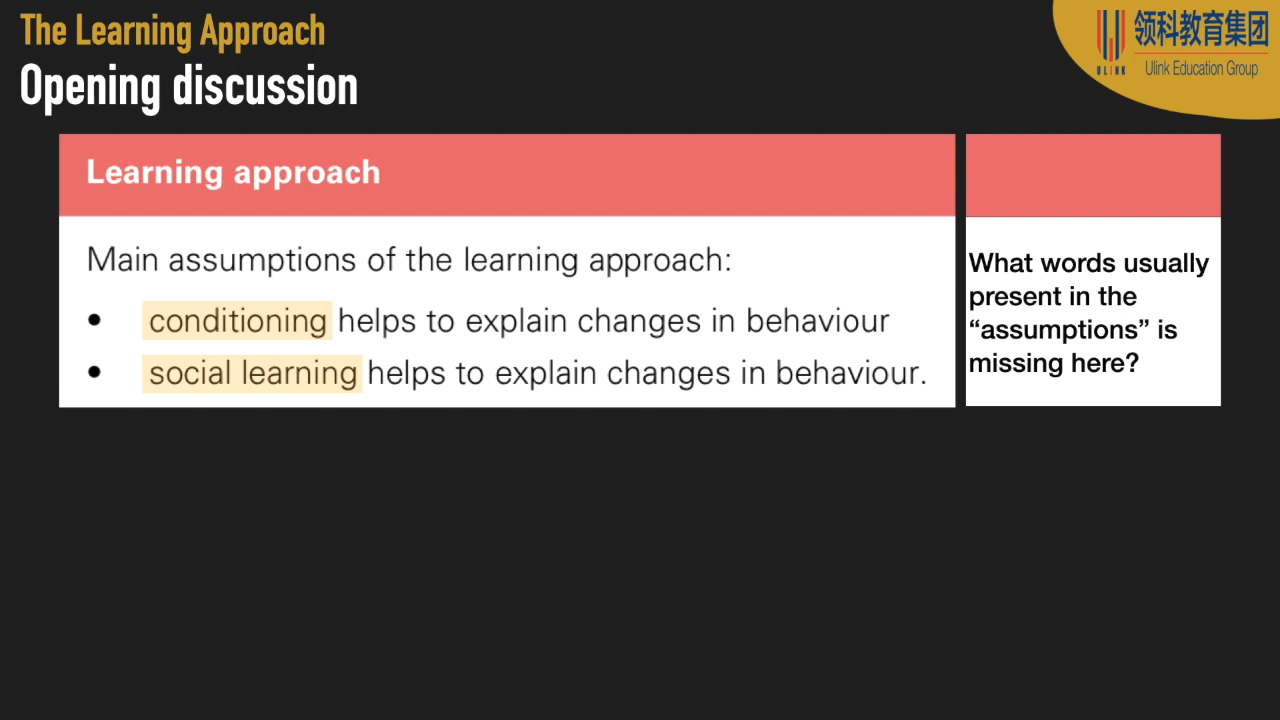 The Learning Approach
Opening discussion
ULINK
领科教育集团
Ulink Education Group
Learning approach
Main assumptions of the learning approach:
• conditioning helps to explain changes in behaviour
• social learning helps to explain changes in behaviour.
What words usually
present in the
“assumptions” is
missing here?